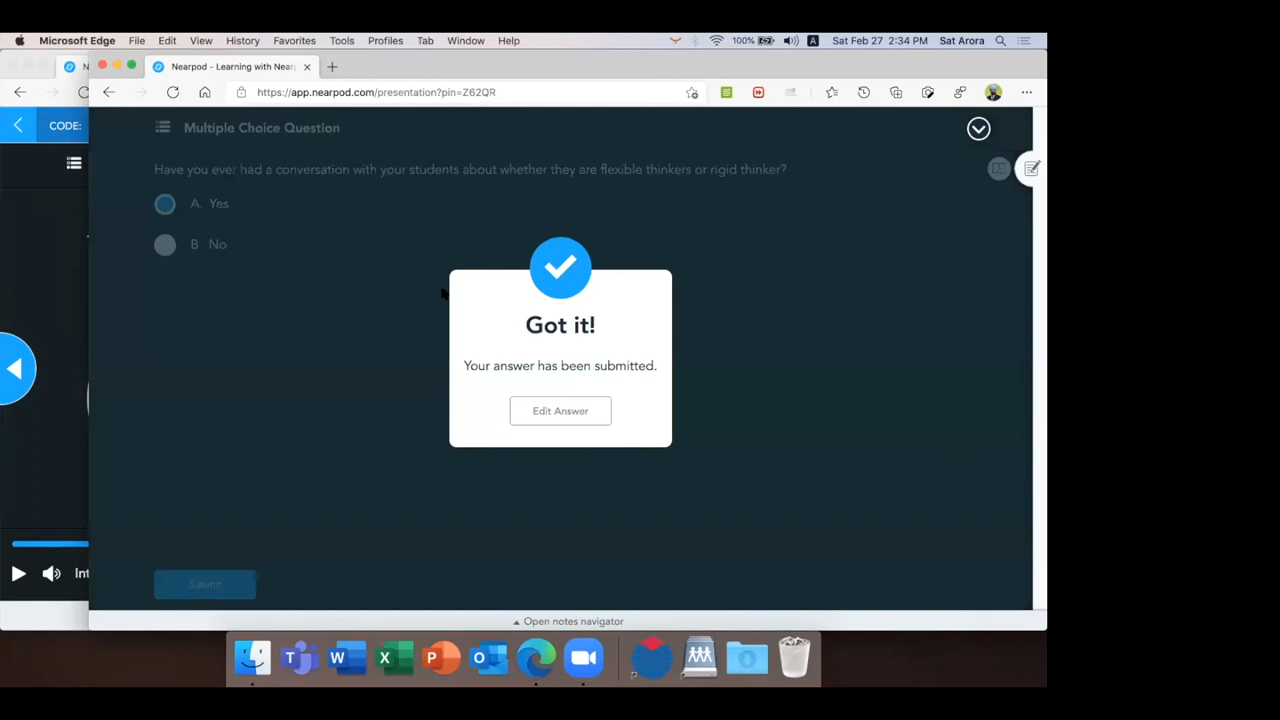 Microsoft Edge File Edit View History Favorites Tools Profiles Tab Window Help 100% A Sat Feb 27 2:34 PM Sat Arora
Nearpod - Learning with Near
https://app.nearpod.com/presentation?pin=Z62QR
CODE:
Multiple Choice Question
Have you ever had a conversation with your students about whether they are flexible thinkers or rigid thinker?
A. Yes
B No
Got it!
Your answer has been submitted.
Edit Answer
Int
Submit
Open notes navigator